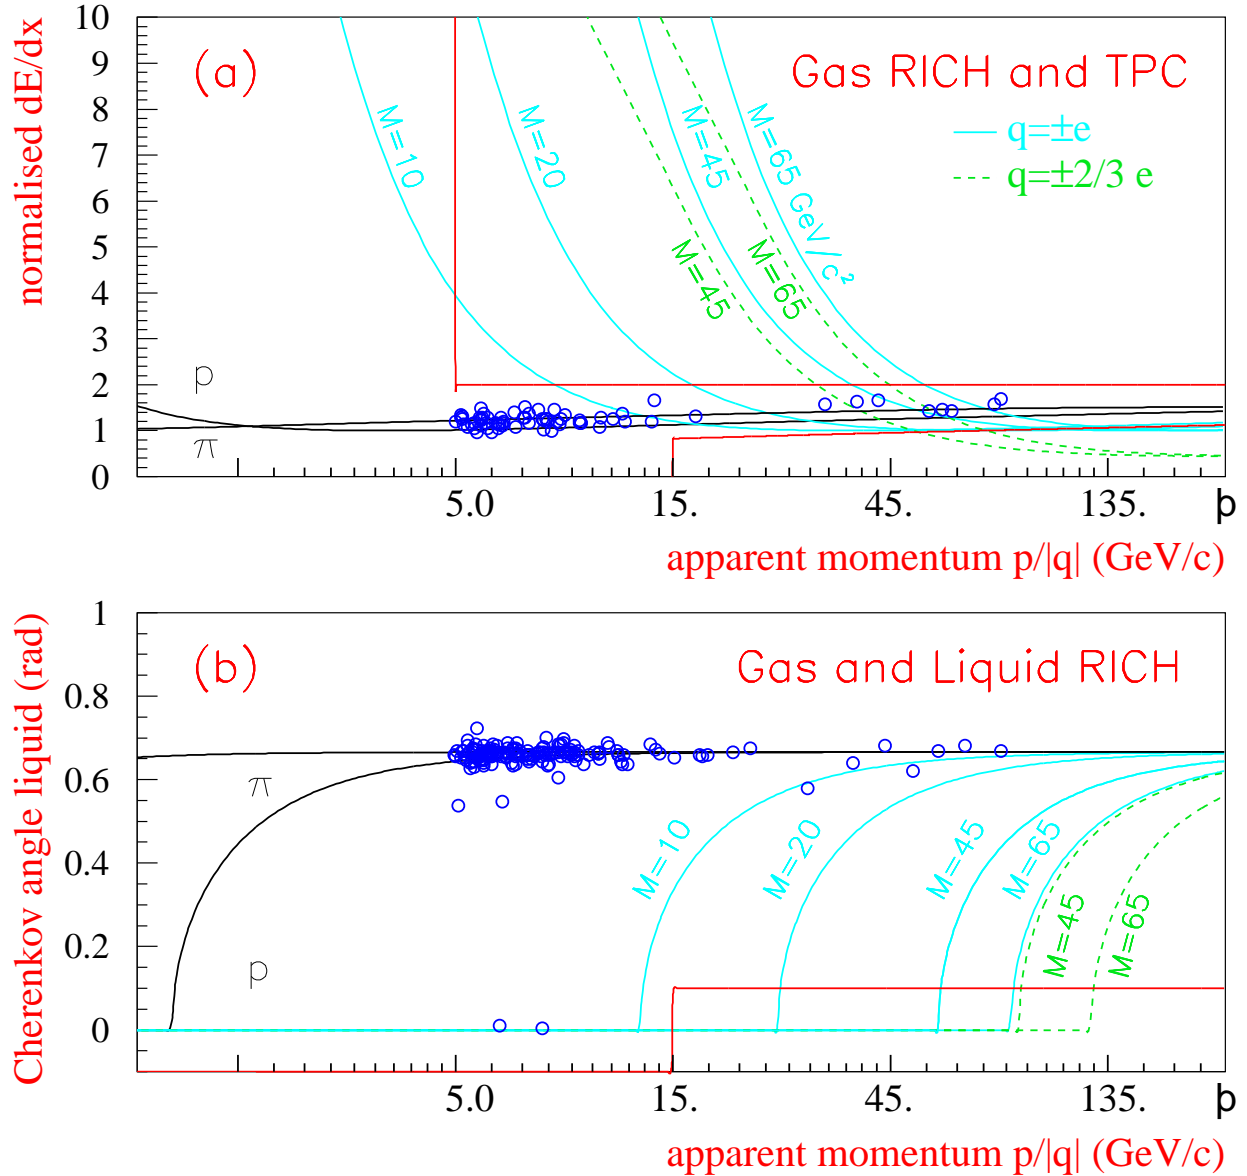 normalised dE/dx
10
9
8
7
6
5
4
3
2
1
0
(a)
Gas RICH and TPC
q=±e
q=±2/3 e
M=10
M=20
M=45
M=65 GeV/c²
M=45
M=65
p
π
5.0
15.
45.
135.
p
apparent momentum p/|q| (GeV/c)
Cherenkov angle liquid (rad)
1
0.8
0.6
0.4
0.2
0
(b)
Gas and Liquid RICH
π
p
M=10
M=20
M=45
M=65
M=45
M=65
5.0
15.
45.
135.
p
apparent momentum p/|q| (GeV/c)